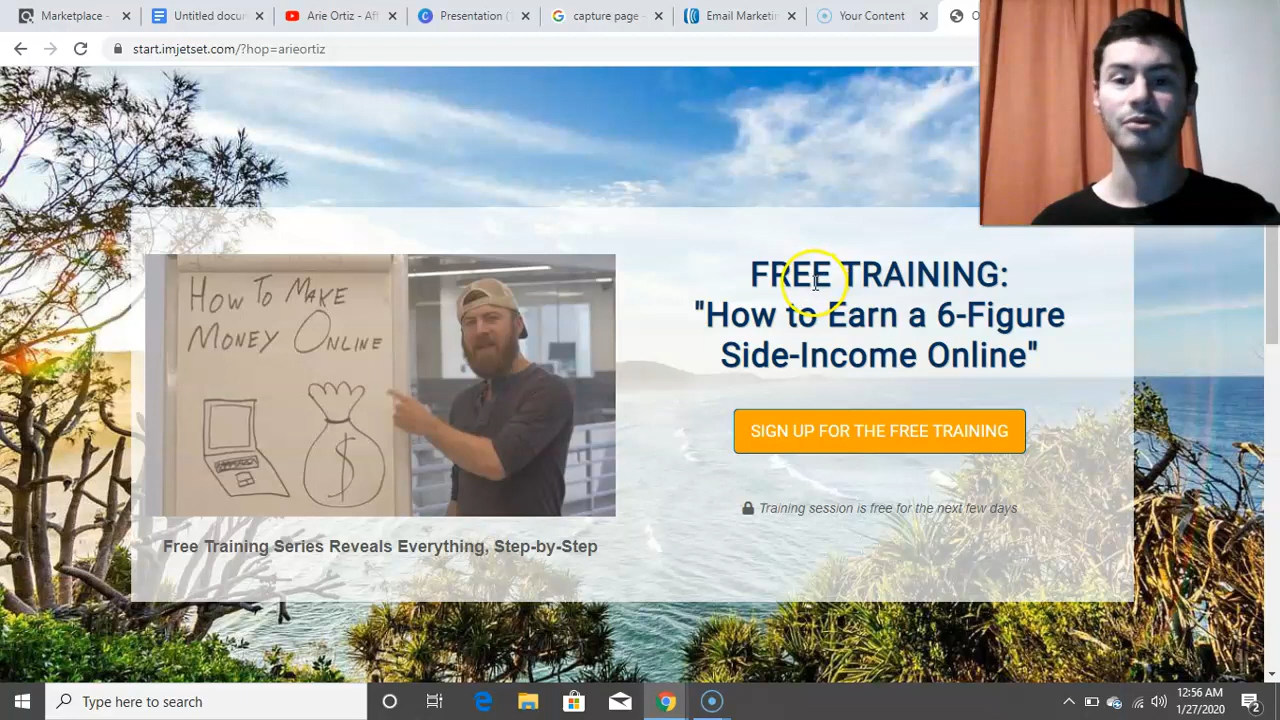 Marketplace -
Untitled docun
Arie Ortiz - Aff
Presentation (
capture page -
Email Marketi
Your Content
start.imjetset.com/?hop=arieortiz
How To Make
Money Online
$
Free Training Series Reveals Everything, Step-by-Step
FREE TRAINING:
"How to Earn a 6-Figure
Side-Income Online"
SIGN UP FOR THE FREE TRAINING
Training session is free for the next few days
Type here to search
12:56 AM
1/27/2020
2